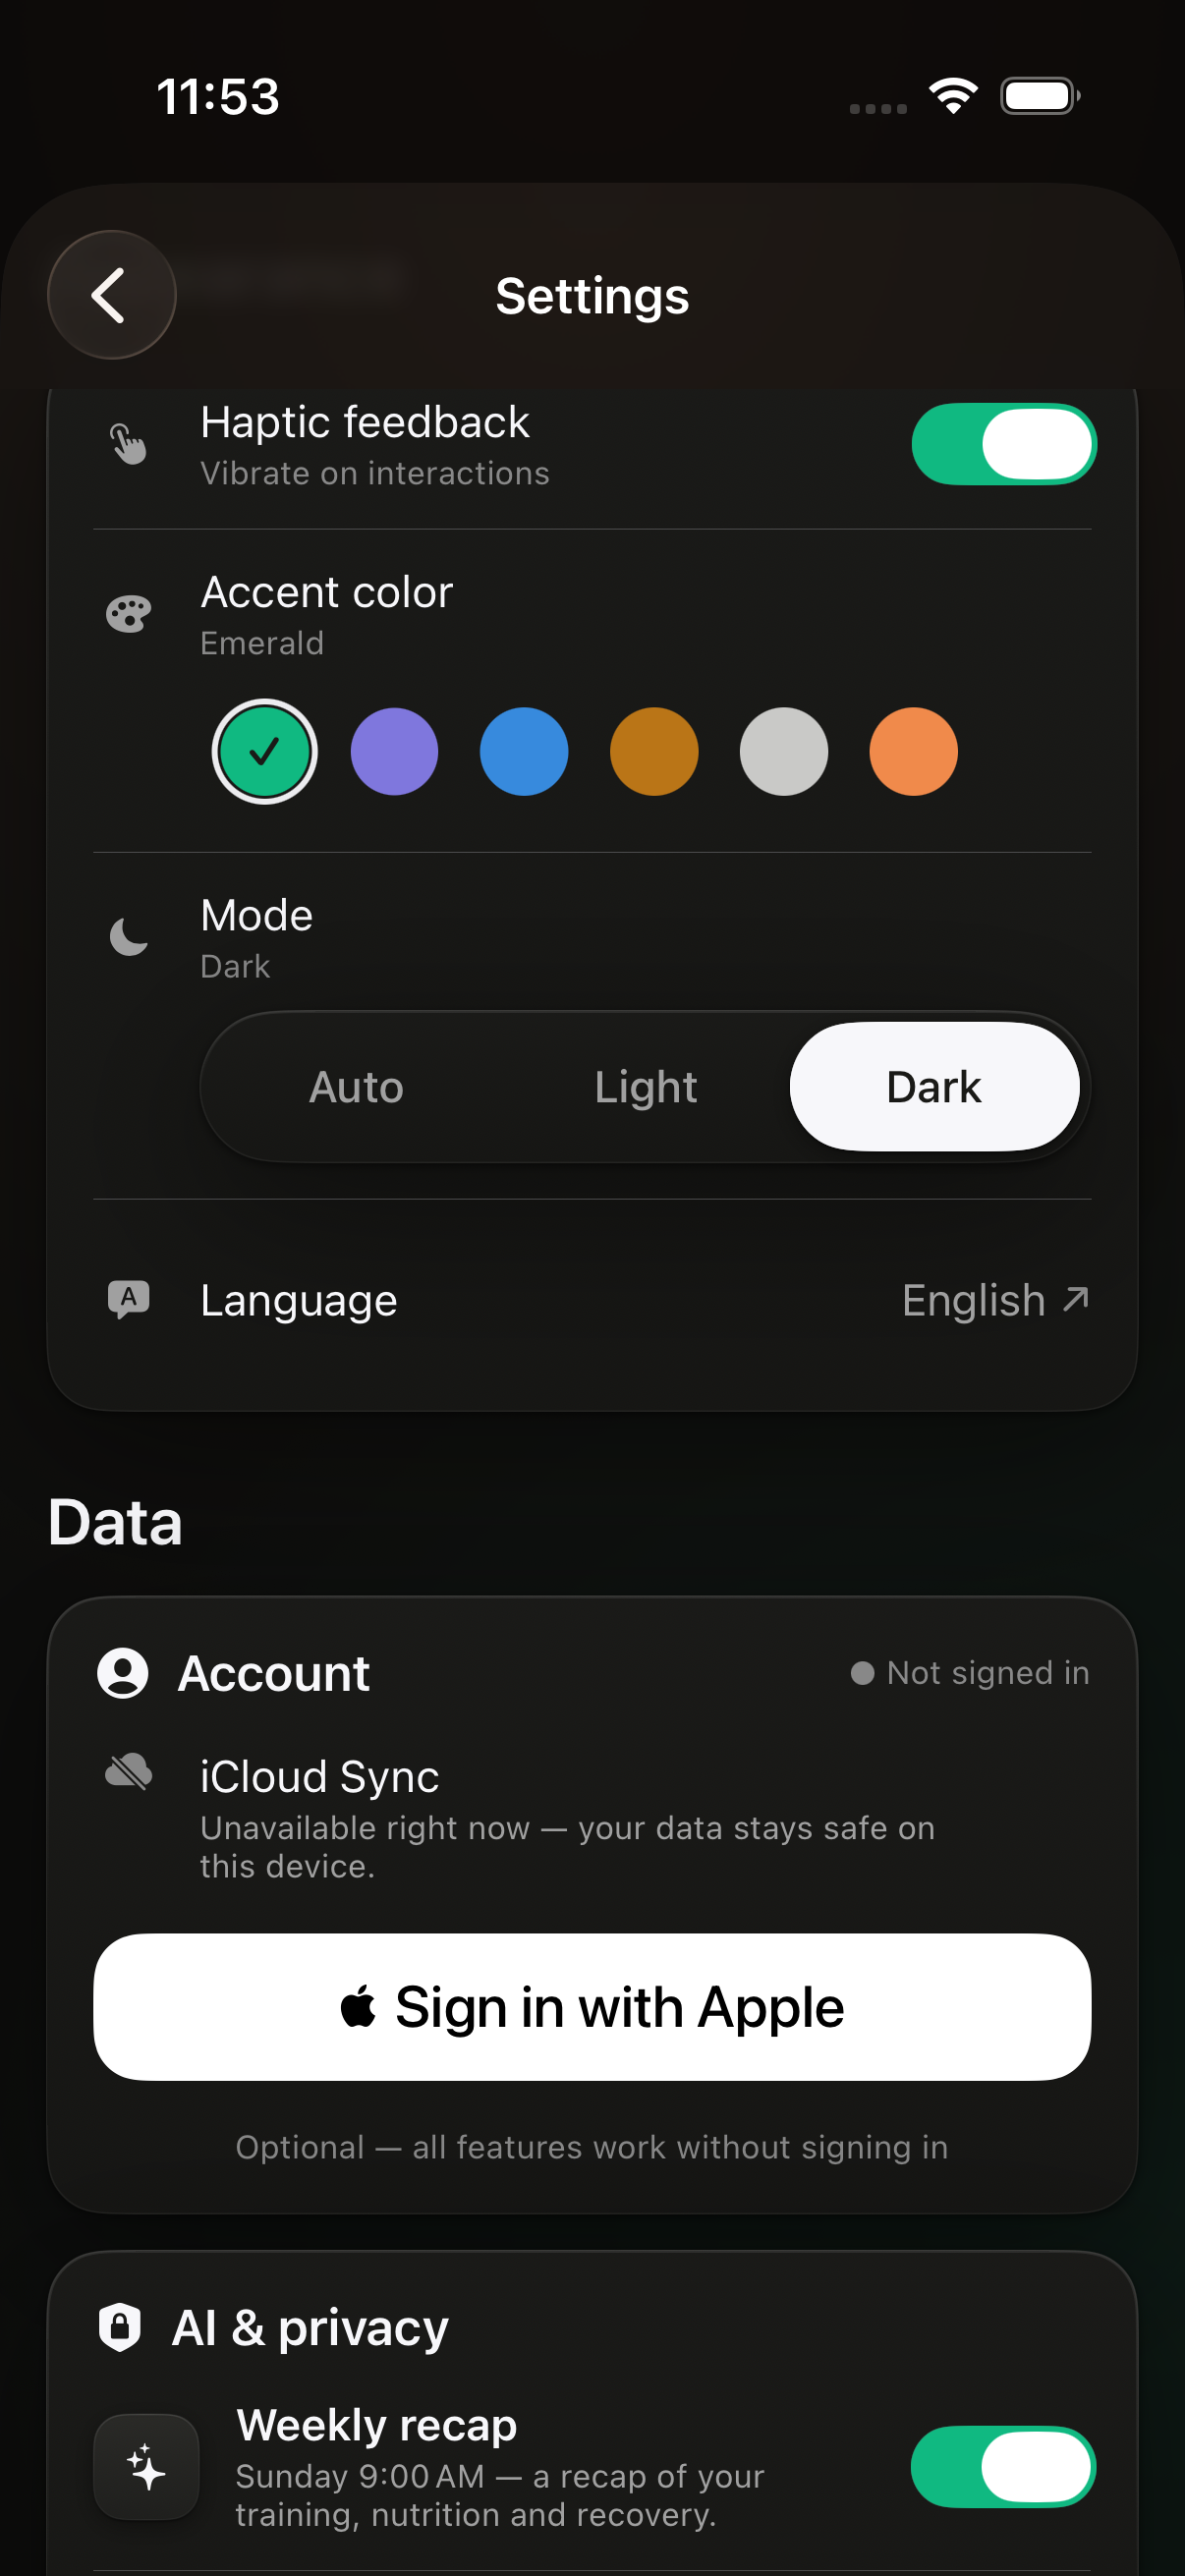 11:53
Settings
Haptic feedback
Vibrate on interactions
Accent color
Emerald
Mode
Dark
Auto Light Dark
A Language English
Data
Account Not signed in
iCloud Sync
Unavailable right now — your data stays safe on
this device.
Sign in with Apple
Optional — all features work without signing in
AI & privacy
Weekly recap
Sunday 9:00 AM — a recap of your
training, nutrition and recovery.